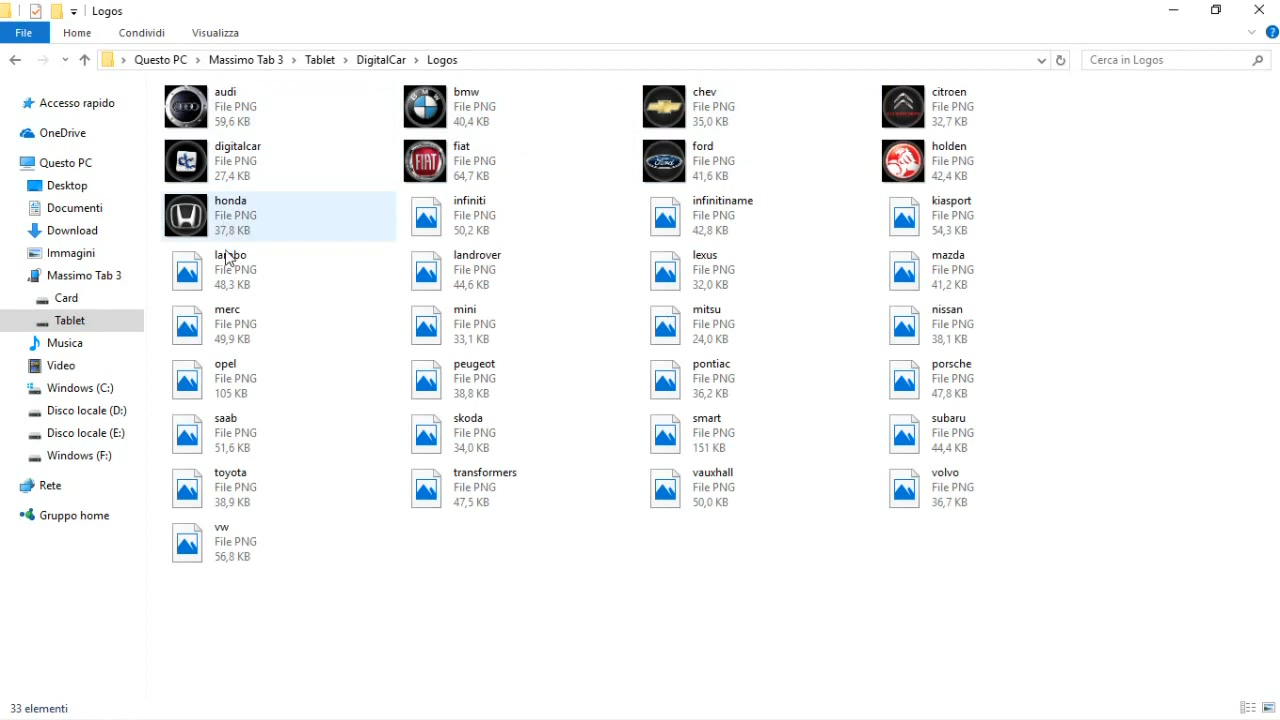 Logos
File Home Condividi Visualizza
Questo PC Massimo Tab 3 Tablet DigitalCar Logos
Cerca in Logos
Accesso rapido
OneDrive
Questo PC
Desktop
Documenti
Download
Immagini
Massimo Tab 3
Card
Tablet
Musica
Video
Windows (C:)
Disco locale (D:)
Disco locale (E:)
Windows (F:)
Rete
Gruppo home
audi
File PNG
59,6 KB
bmw
File PNG
40,4 KB
chev
File PNG
35,0 KB
citroen
File PNG
32,7 KB
digitalcar
File PNG
27,4 KB
fiat
File PNG
64,7 KB
FIAT
ford
File PNG
41,6 KB
Ford
holden
File PNG
42,4 KB
honda
File PNG
37,8 KB
infiniti
File PNG
50,2 KB
infinitiname
File PNG
42,8 KB
kiasport
File PNG
54,3 KB
lambo
File PNG
48,3 KB
landrover
File PNG
44,6 KB
lexus
File PNG
32,0 KB
mazda
File PNG
41,2 KB
merc
File PNG
49,9 KB
mini
File PNG
33,1 KB
mitsu
File PNG
24,0 KB
nissan
File PNG
38,1 KB
opel
File PNG
105 KB
peugeot
File PNG
38,8 KB
pontiac
File PNG
36,2 KB
porsche
File PNG
47,8 KB
saab
File PNG
51,6 KB
skoda
File PNG
34,0 KB
smart
File PNG
151 KB
subaru
File PNG
44,4 KB
toyota
File PNG
38,9 KB
transformers
File PNG
47,5 KB
vauxhall
File PNG
50,0 KB
volvo
File PNG
36,7 KB
vw
File PNG
56,8 KB
33 elementi